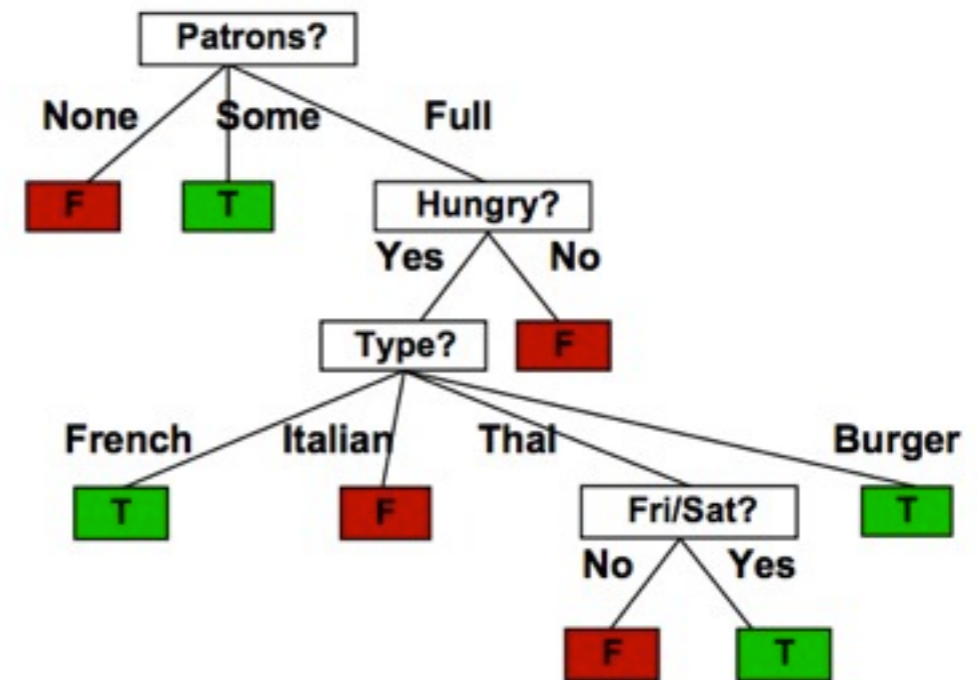 Patrons?
None Some Full
F T Hungry?
Yes No
Type? F
French Italian Thai Burger
T F Fri/Sat? T
No Yes
F T